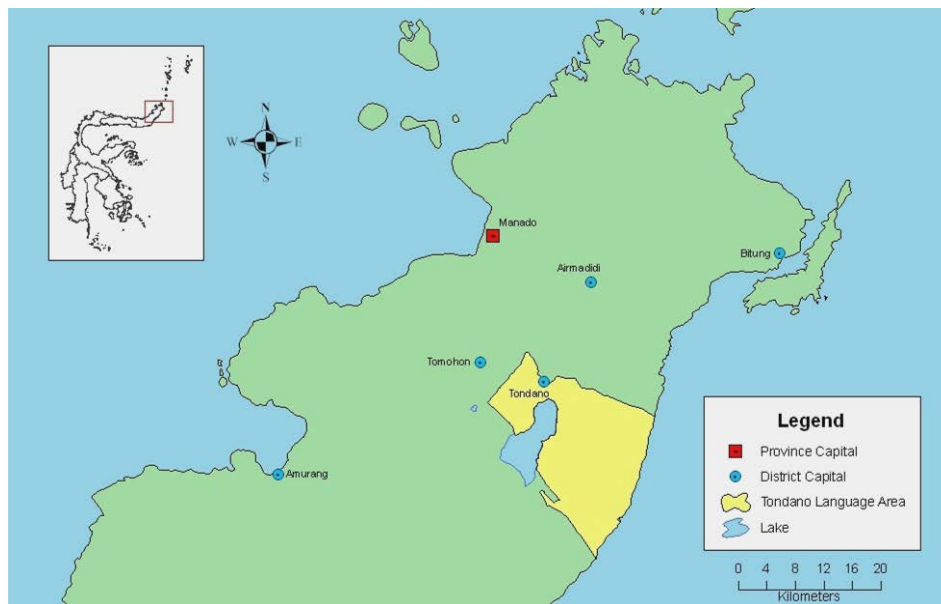 N
W E
S
Manado
Bitung
Airmadidi
Tomohon
Tondano
Amurang
Legend
Province Capital
District Capital
Tondano Language Area
Lake
0 4 8 12 16 20
Kilometers